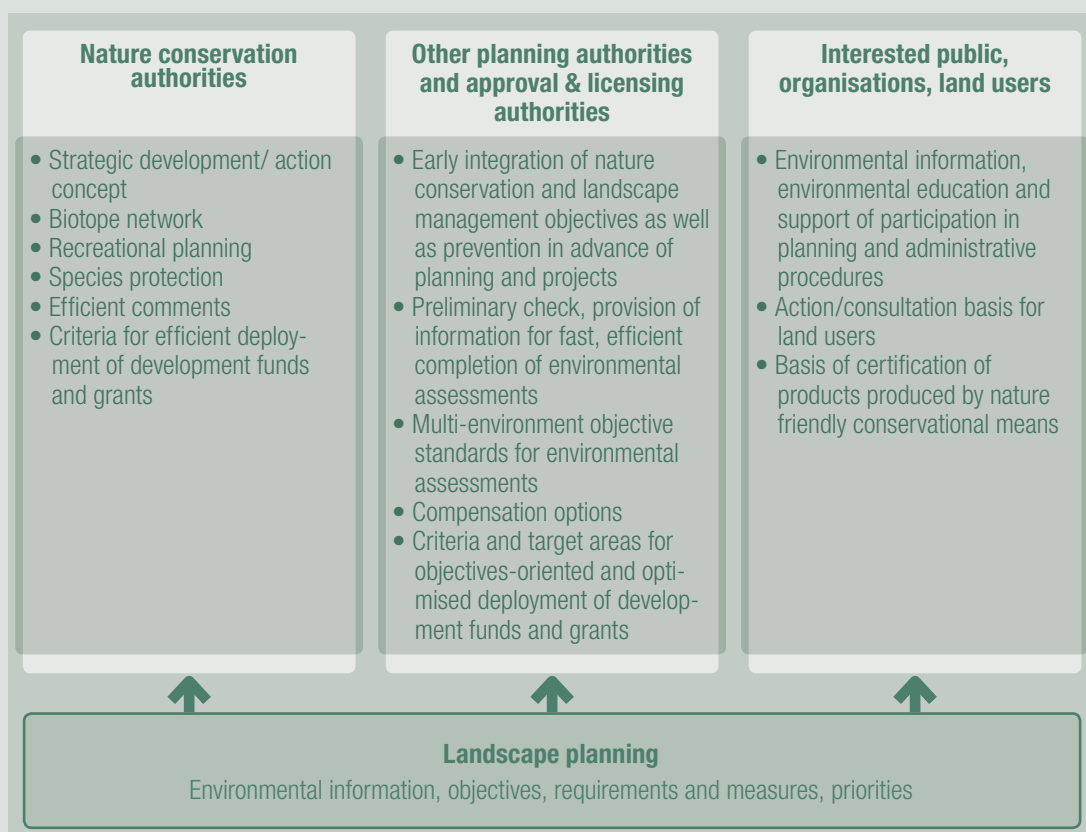 Nature conservation
authorities
• Strategic development/ action
concept
• Biotope network
• Recreational planning
• Species protection
• Efficient comments
• Criteria for efficient deploy-
ment of development funds
and grants
Other planning authorities
and approval & licensing
authorities
• Early integration of nature
conservation and landscape
management objectives as well
as prevention in advance of
planning and projects
• Preliminary check, provision of
information for fast, efficient
completion of environmental
assessments
• Multi-environment objective
standards for environmental
assessments
• Compensation options
• Criteria and target areas for
objectives-oriented and opti-
mised deployment of develop-
ment funds and grants
Interested public,
organisations, land users
• Environmental information,
environmental education and
support of participation in
planning and administrative
procedures
• Action/consultation basis for
land users
• Basis of certification of
products produced by nature
friendly conservational means
Landscape planning
Environmental information, objectives, requirements and measures, priorities